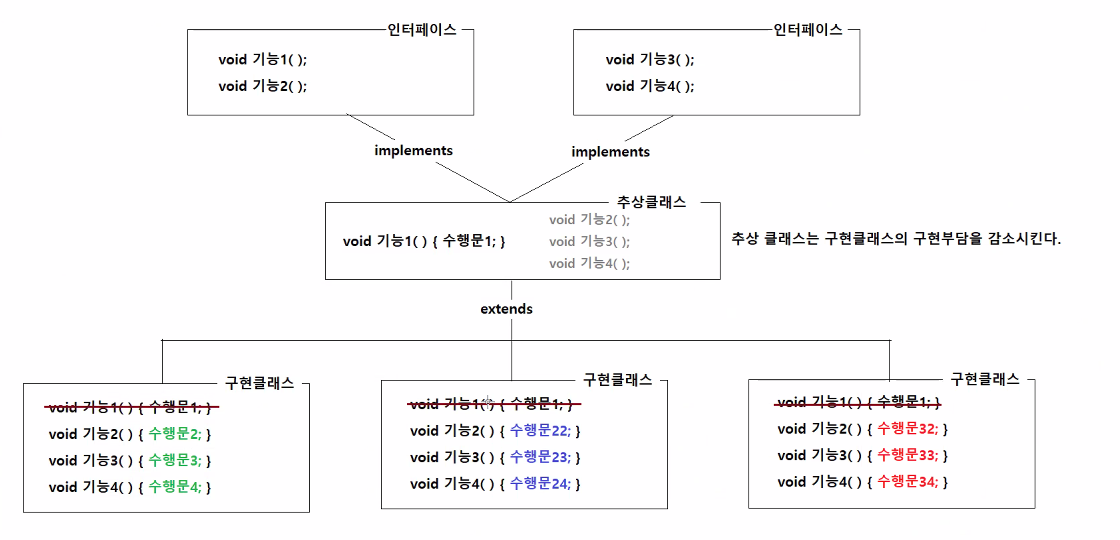 인터페이스
void 기능1( );
void 기능2( );
인터페이스
void 기능3( );
void 기능4( );
implements
implements
추상클래스
void 기능1( ) { 수행문1; }
void 기능2( );
void 기능3( );
void 기능4( );
추상 클래스는 구현클래스의 구현부담을 감소시킨다.
extends
구현클래스
void 기능1( ) { 수행문1; }
void 기능2( ) { 수행문2; }
void 기능3( ) { 수행문3; }
void 기능4( ) { 수행문4; }
구현클래스
void 기능1( ) { 수행문1; }
void 기능2( ) { 수행문22; }
void 기능3( ) { 수행문23; }
void 기능4( ) { 수행문24; }
구현클래스
void 기능1( ) { 수행문1; }
void 기능2( ) { 수행문32; }
void 기능3( ) { 수행문33; }
void 기능4( ) { 수행문34; }